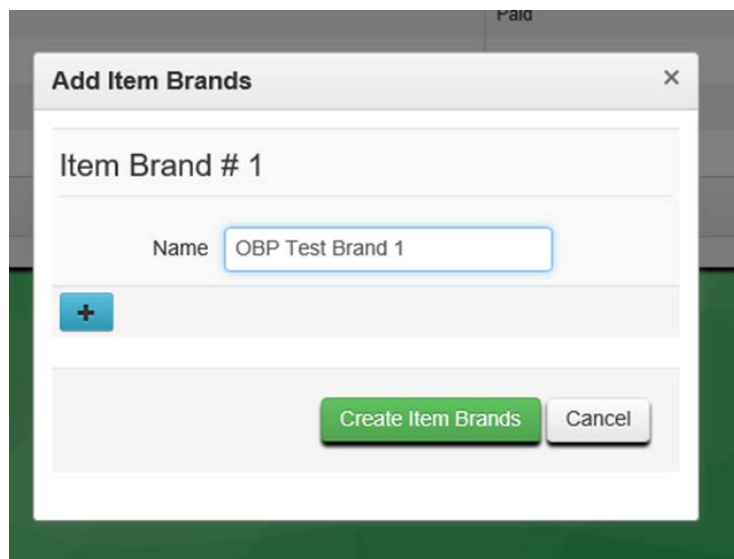 Paid
Add Item Brands ×
Item Brand # 1
Name OBP Test Brand 1
+
Create Item Brands Cancel